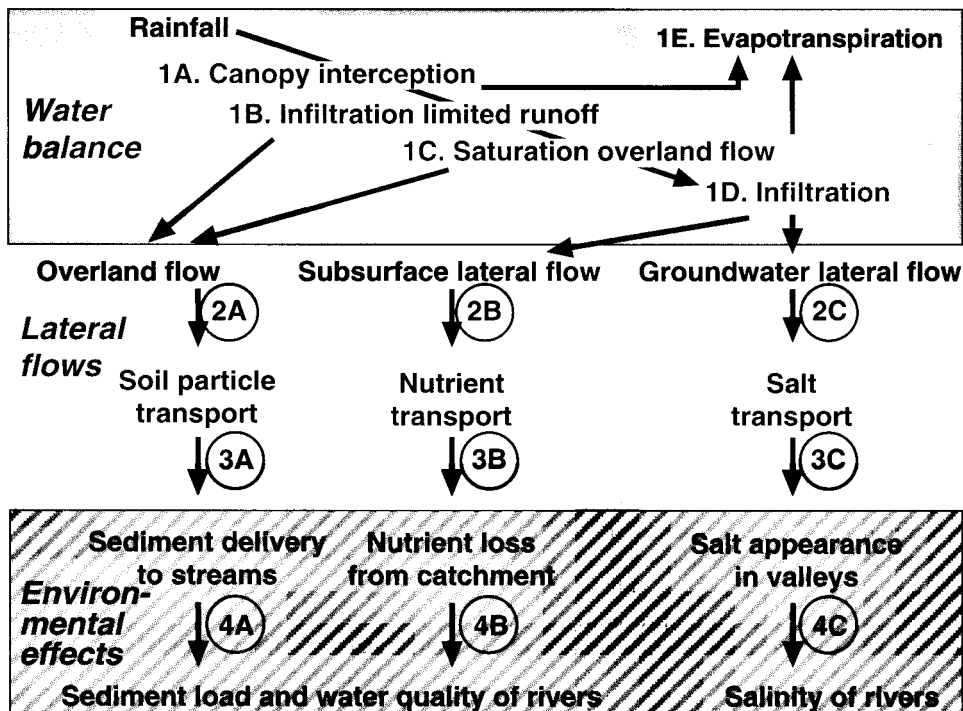 Rainfall
1E. Evapotranspiration
1A. Canopy interception
1B. Infiltration limited runoff
Water
balance
1C. Saturation overland flow
1D. Infiltration
Overland flow
Subsurface lateral flow
Groundwater lateral flow
2A
2B
2C
Lateral
flows
Soil particle
transport
Nutrient
transport
Salt
transport
3A
3B
3C
Sediment delivery
to streams
Nutrient loss
from catchment
Salt appearance
in valleys
Environ-
mental
effects
4A
4B
4C
Sediment load and water quality of rivers
Salinity of rivers